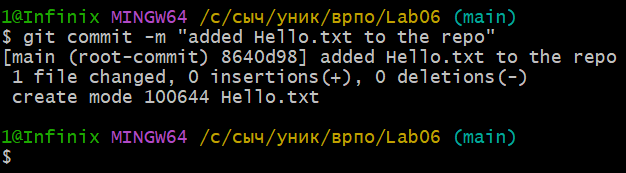 1@Infinix MINGW64 /c/сыч/уник/врпо/Lab06 (main)
$ git commit -m "added Hello.txt to the repo"
[main (root-commit) 8640d98] added Hello.txt to the repo
 1 file changed, 0 insertions(+), 0 deletions(-)
 create mode 100644 Hello.txt

1@Infinix MINGW64 /c/сыч/уник/врпо/Lab06 (main)
$